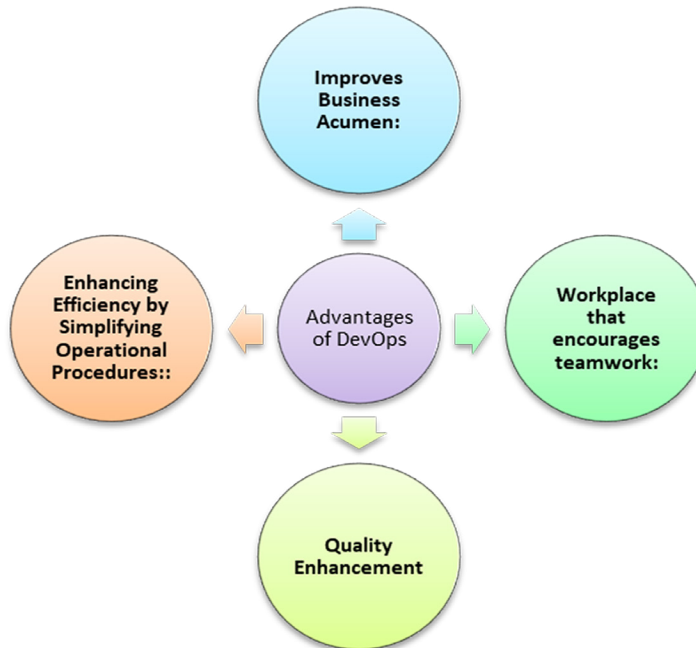 Improves
Business
Acumen:
Enhancing
Efficiency by
Simplifying
Operational
Procedures::
Advantages
of DevOps
Workplace
that
encourages
teamwork:
Quality
Enhancement